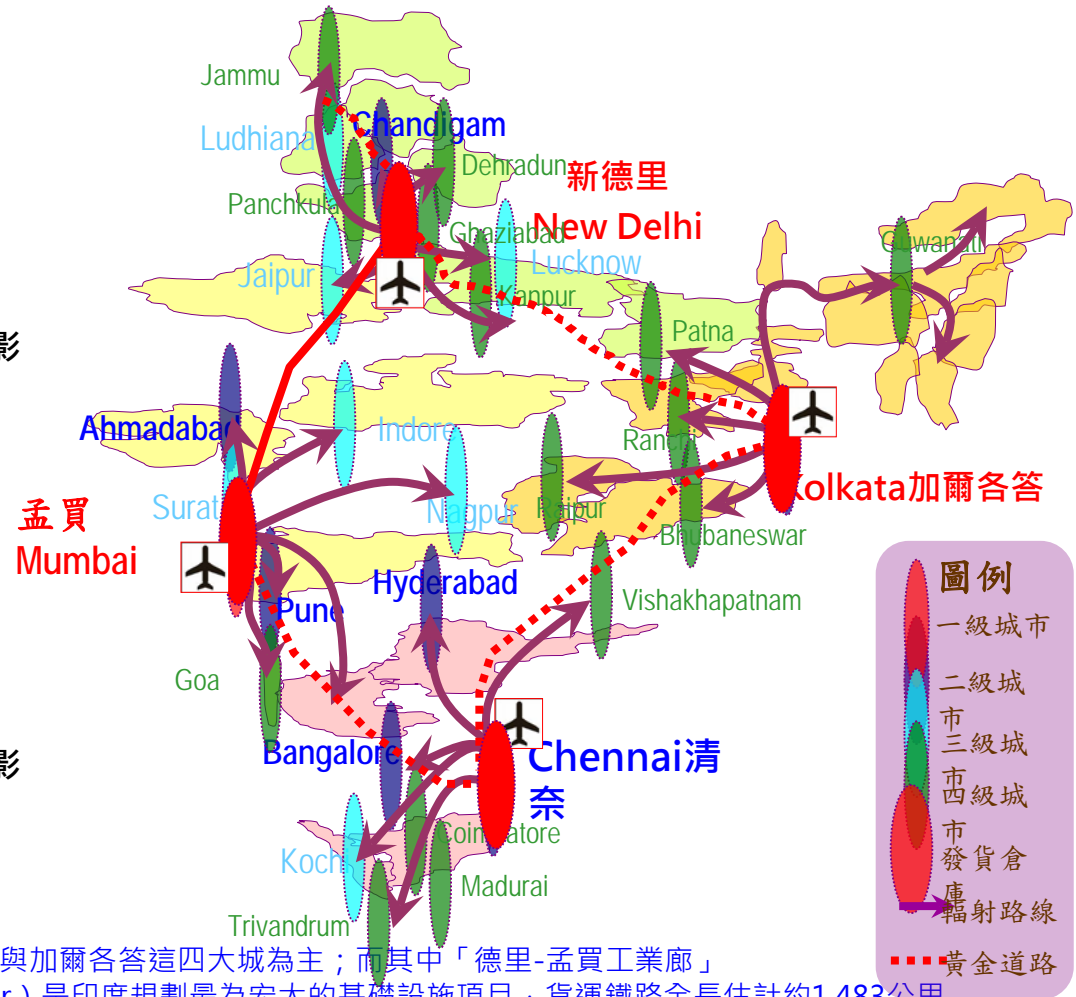 Jammu
Ludhiana
Chandigam
Dehradun
新德里
Panchkula
Ghaziabad
New Delhi
Guwanati
Jaipur
Lucknow
Kanpur
影
Patna
Ahmadabad
Indore
Ranchi
孟買
Surat
Nagpur
Raipur
Kolkata加爾各答
Mumbai
Bhubaneswar
Hyderabad
Pune
Vishakhapatnam
圖例
一級城市
二級城
市
三級城
市
四級城
市
發貨倉
庫
輻射路線
黃金道路
Goa
影
Bangalore
Chennai清
奈
Coimbatore
Kochi
Madurai
Trivandrum
與加爾各答這四大城為主；而其中「德里-孟買工業廊」
r）是印度規劃最為宏大的基礎設施項目，貨運鐵路全長估計約1,483公里